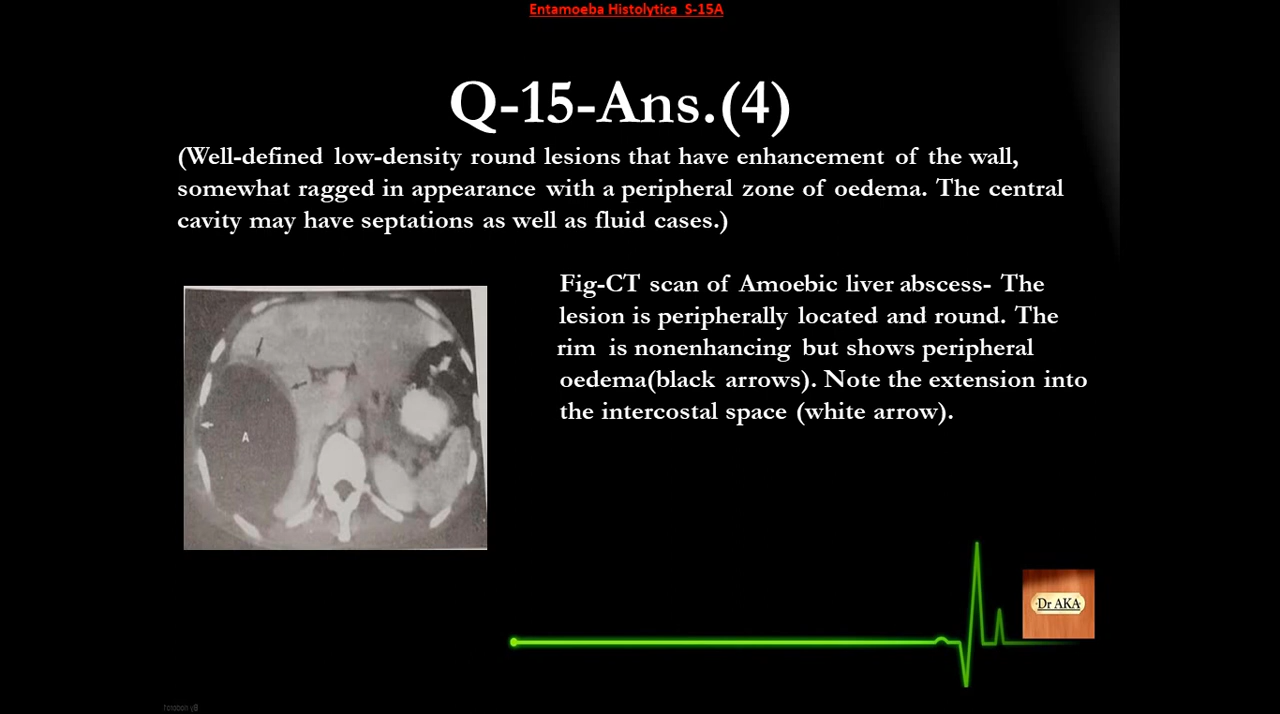 Entamoeba Histolytica S-15A
Q-15-Ans.(4)
(Well-defined low-density round lesions that have enhancement of the wall,
somewhat ragged in appearance with a peripheral zone of oedema. The central
cavity may have septations as well as fluid cases.)
Fig-CT scan of Amoebic liver abscess- The
lesion is peripherally located and round. The
rim is nonenhancing but shows peripheral
oedema(black arrows). Note the extension into
the intercostal space (white arrow).
A
Dr AKA